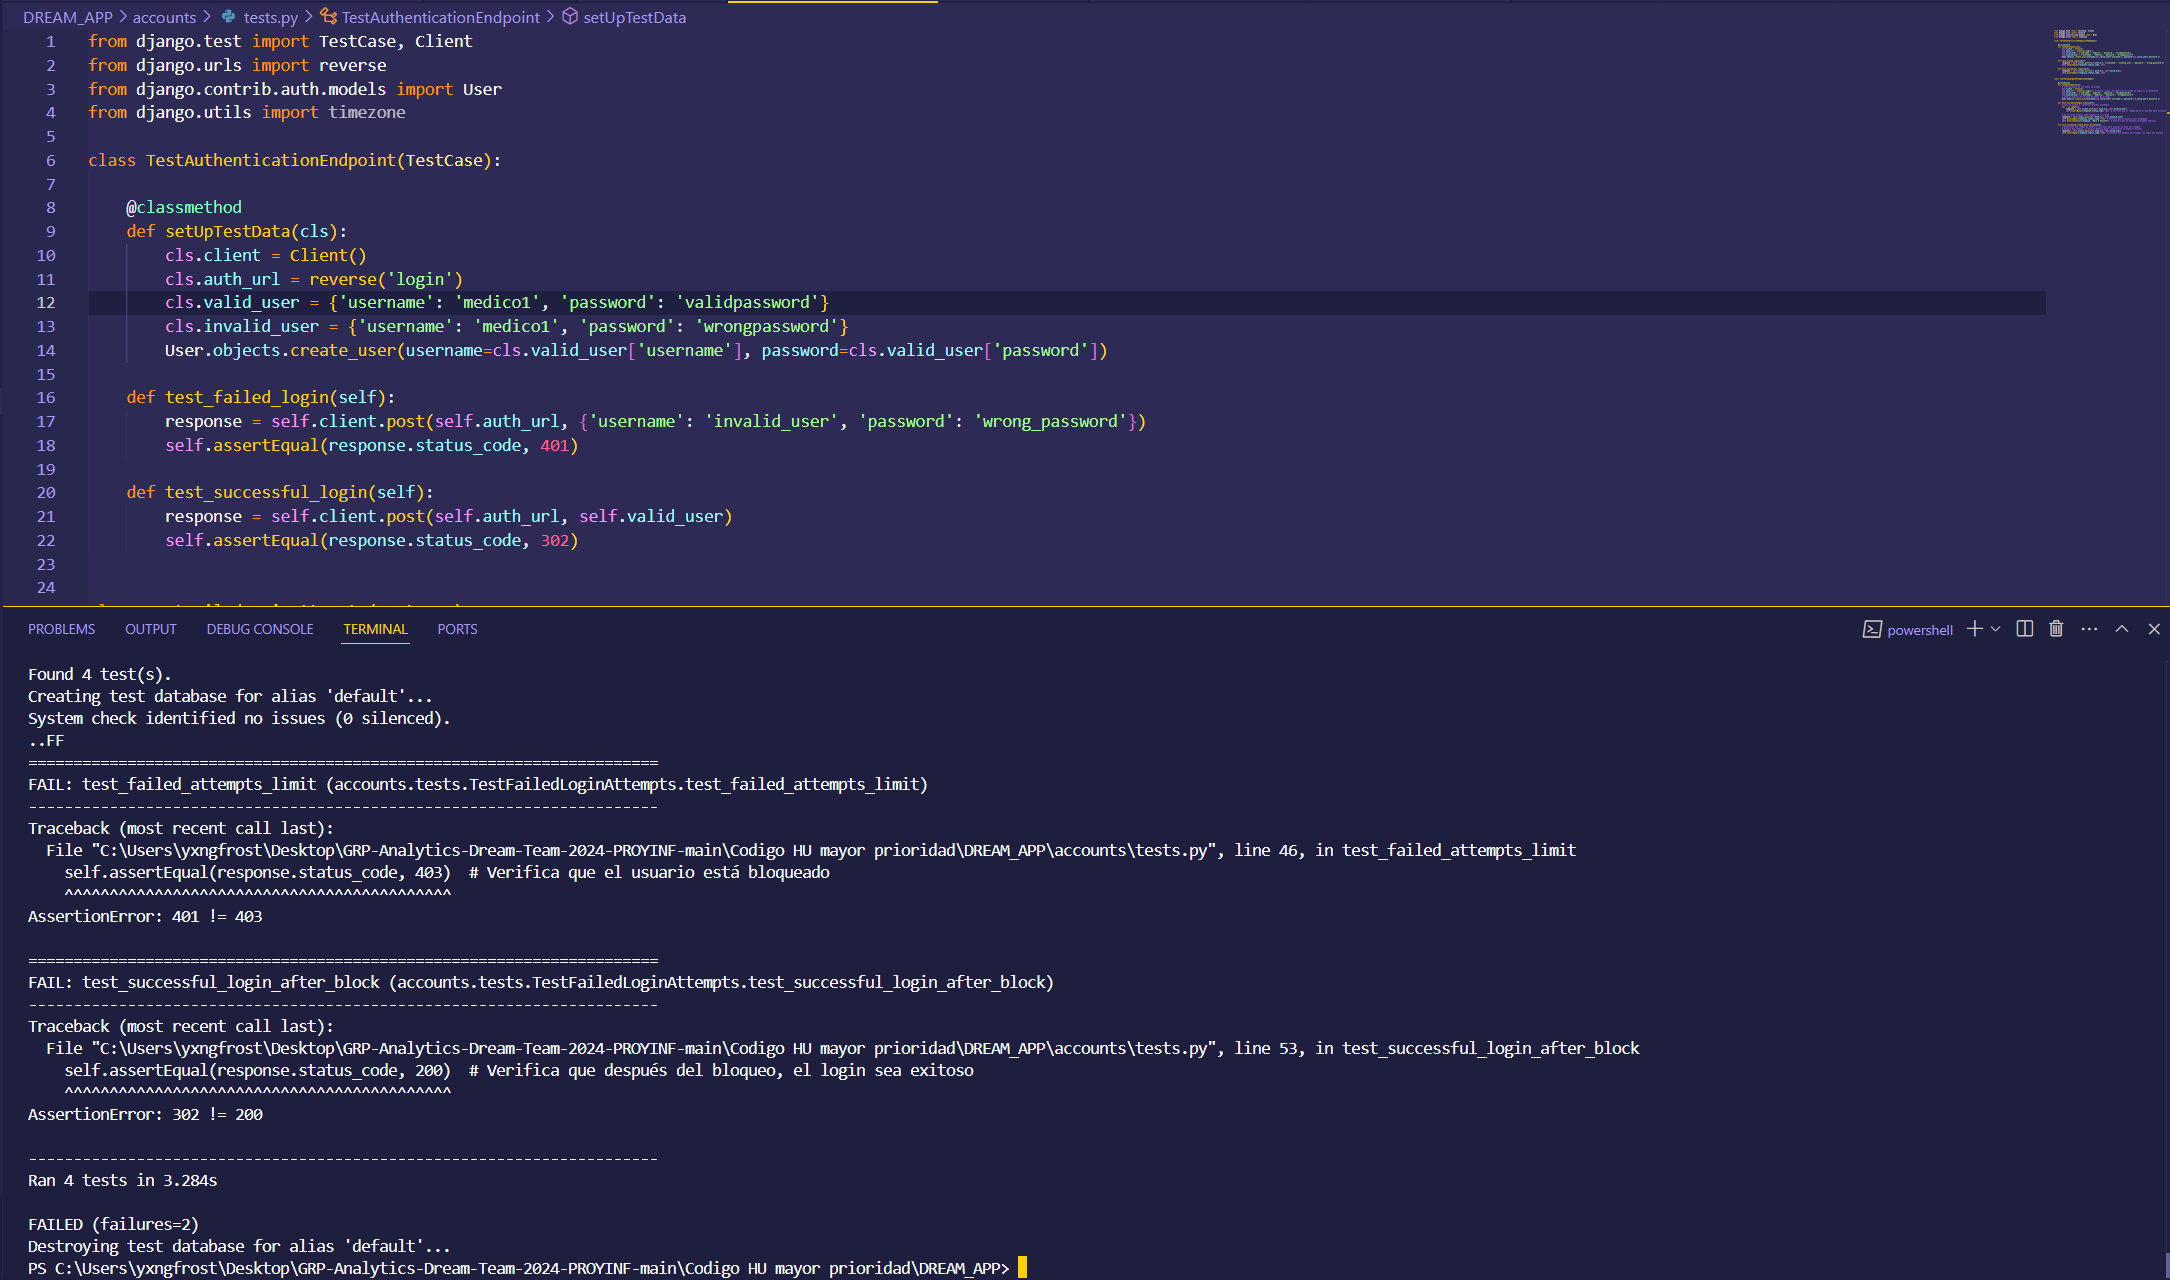 DREAM_APP > accounts > tests.py > TestAuthenticationEndpoint > setUpTestData
1 from django.test import TestCase, Client
2 from django.urls import reverse
3 from django.contrib.auth.models import User
4 from django.utils import timezone
5
6 class TestAuthenticationEndpoint(TestCase):
7
8     @classmethod
9     def setUpTestData(cls):
10         cls.client = Client()
11         cls.auth_url = reverse('login')
12         cls.valid_user = {'username': 'medico1', 'password': 'validpassword'}
13         cls.invalid_user = {'username': 'medico1', 'password': 'wrongpassword'}
14         User.objects.create_user(username=cls.valid_user['username'], password=cls.valid_user['password'])
15
16     def test_failed_login(self):
17         response = self.client.post(self.auth_url, {'username': 'invalid_user', 'password': 'wrong_password'})
18         self.assertEqual(response.status_code, 401)
19
20     def test_successful_login(self):
21         response = self.client.post(self.auth_url, self.valid_user)
22         self.assertEqual(response.status_code, 302)
23
24
PROBLEMS OUTPUT DEBUG CONSOLE TERMINAL PORTS powershell
Found 4 test(s).
Creating test database for alias 'default'...
System check identified no issues (0 silenced).
..FF
======================================================================
FAIL: test_failed_attempts_limit (accounts.tests.TestFailedLoginAttempts.test_failed_attempts_limit)
----------------------------------------------------------------------
Traceback (most recent call last):
  File "C:\Users\yxngfrost\Desktop\GRP-Analytics-Dream-Team-2024-PROYINF-main\Codigo HU mayor prioridad\DREAM_APP\accounts\tests.py", line 46, in test_failed_attempts_limit
    self.assertEqual(response.status_code, 403)  # Verifica que el usuario está bloqueado
    ^^^^^^^^^^^^^^^^^^^^^^^^^^^^^^^^^^^^^^^^^^^
AssertionError: 401 != 403
======================================================================
FAIL: test_successful_login_after_block (accounts.tests.TestFailedLoginAttempts.test_successful_login_after_block)
----------------------------------------------------------------------
Traceback (most recent call last):
  File "C:\Users\yxngfrost\Desktop\GRP-Analytics-Dream-Team-2024-PROYINF-main\Codigo HU mayor prioridad\DREAM_APP\accounts\tests.py", line 53, in test_successful_login_after_block
    self.assertEqual(response.status_code, 200)  # Verifica que después del bloqueo, el login sea exitoso
    ^^^^^^^^^^^^^^^^^^^^^^^^^^^^^^^^^^^^^^^^^^^
AssertionError: 302 != 200
----------------------------------------------------------------------
Ran 4 tests in 3.284s
FAILED (failures=2)
Destroying test database for alias 'default'...
PS C:\Users\yxngfrost\Desktop\GRP-Analytics-Dream-Team-2024-PROYINF-main\Codigo HU mayor prioridad\DREAM_APP>